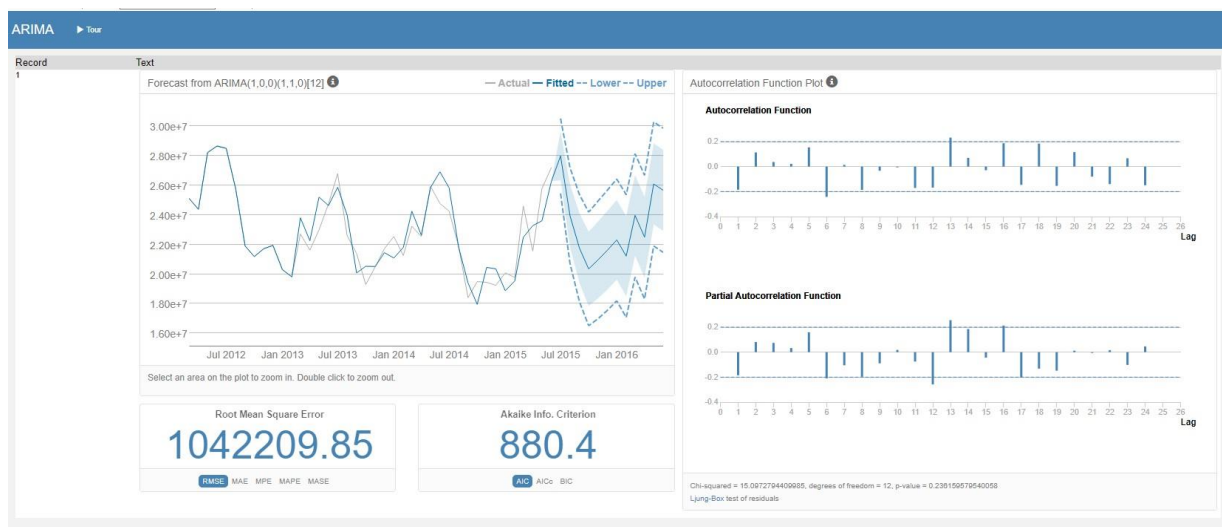 ARIMA ▶ Tour
Record Text
1
Forecast from ARIMA(1,0,0)(1,1,0)[12]
— Actual — Fitted -- Lower -- Upper
3.00e+7
2.80e+7
2.60e+7
2.40e+7
2.20e+7
2.00e+7
1.80e+7
1.60e+7
Jul 2012 Jan 2013 Jul 2013 Jan 2014 Jul 2014 Jan 2015 Jul 2015 Jan 2016
Select an area on the plot to zoom in. Double click to zoom out.
Root Mean Square Error
1042209.85
RMSE MAE MPE MAPE MASE
Akaike Info. Criterion
880.4
AIC AICc BIC
Autocorrelation Function Plot
Autocorrelation Function
0.2
0.0
-0.2
-0.4
0 1 2 3 4 5 6 7 8 9 10 11 12 13 14 15 16 17 18 19 20 21 22 23 24 25 26
Lag
Partial Autocorrelation Function
0.2
0.0
-0.2
-0.4
0 1 2 3 4 5 6 7 8 9 10 11 12 13 14 15 16 17 18 19 20 21 22 23 24 25 26
Lag
Chi-squared = 15.0972794409985, degrees of freedom = 12, p-value = 0.236159579540058
Ljung-Box test of residuals